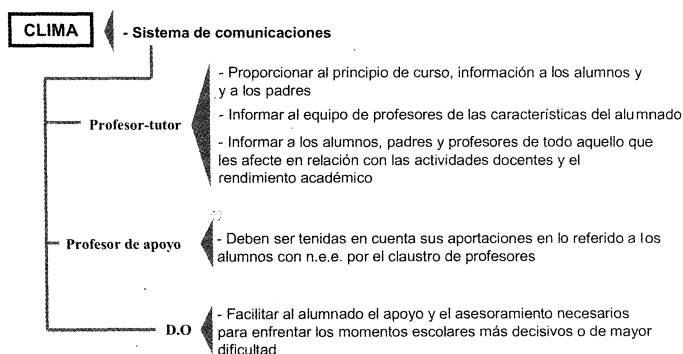 CLIMA
- Sistema de comunicaciones
- Proporcionar al principio de curso, información a los alumnos y
y a los padres
Profesor-tutor
- Informar al equipo de profesores de las características del alumnado
- Informar a los alumnos, padres y profesores de todo aquello que
les afecte en relación con las actividades docentes y el
rendimiento académico
Profesor de apoyo
- Deben ser tenidas en cuenta sus aportaciones en lo referido a los
alumnos con n.e.e. por el claustro de profesores
D.O
- Facilitar al alumnado el apoyo y el asesoramiento necesarios
para enfrentar los momentos escolares más decisivos o de mayor
dificultad